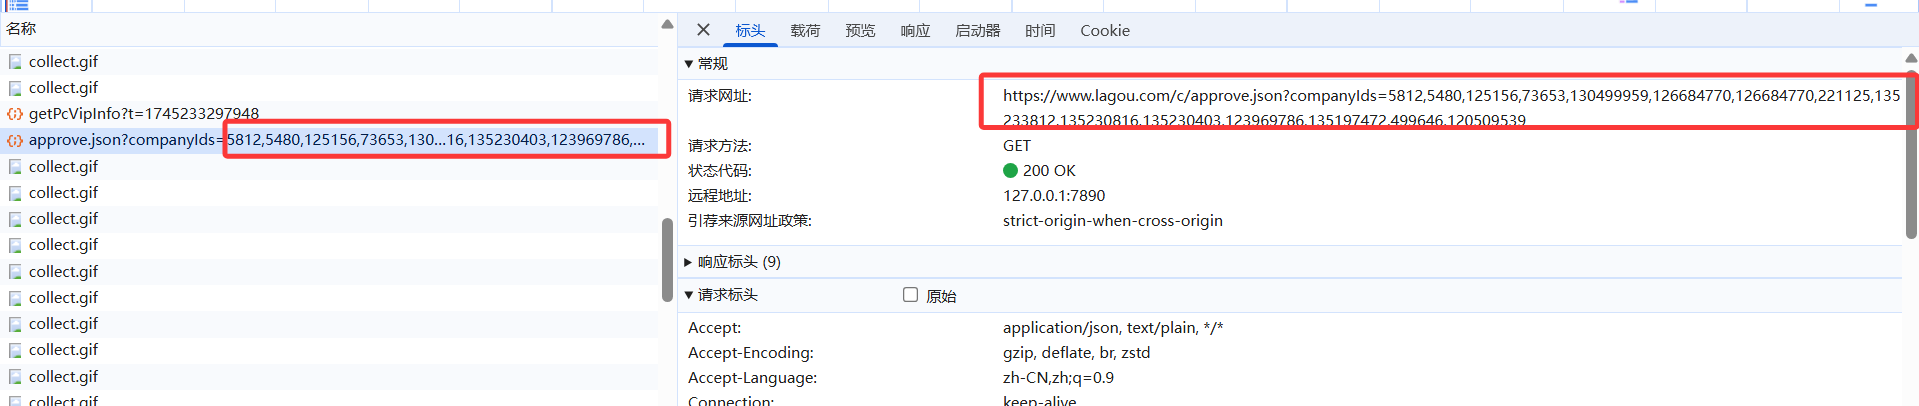 名称
collect.gif
collect.gif
getPcVipInfo?t=1745233297948
approve.json?companyIds=5812,5480,125156,73653,130...16,135230403,123969786,...
collect.gif
collect.gif
collect.gif
collect.gif
collect.gif
collect.gif
collect.gif
collect.gif
collect.gif
collect.gif
标头 载荷 预览 响应 启动器 时间 Cookie
常规
请求网址: https://www.lagou.com/c/approve.json?companyIds=5812,5480,125156,73653,130499959,126684770,126684770,221125,135
233812,135230816,135230403,123969786,135197472,499646,120509539
请求方法: GET
状态代码: 200 OK
远程地址: 127.0.0.1:7890
引荐来源网址政策: strict-origin-when-cross-origin
响应标头 (9)
请求标头 原始
Accept: application/json, text/plain, */*
Accept-Encoding: gzip, deflate, br, zstd
Accept-Language: zh-CN,zh;q=0.9
Connection: keep-alive